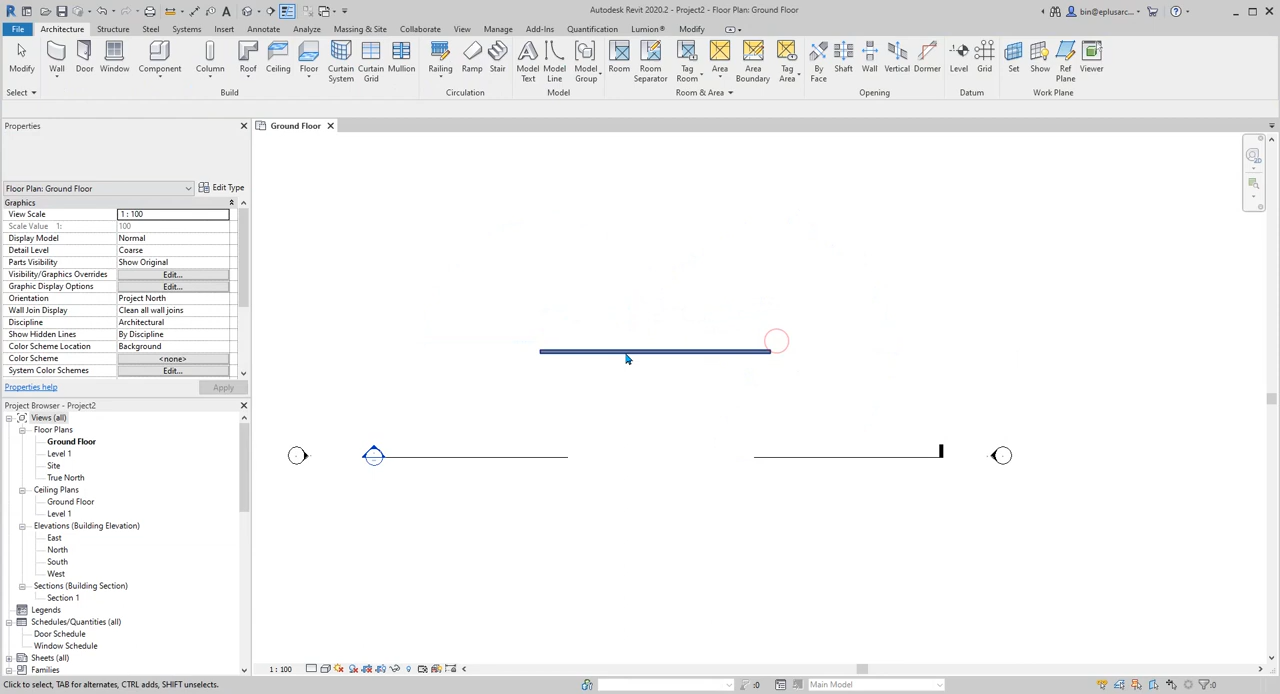 Autodesk Revit 2020.2 - Project2 - Floor Plan: Ground Floor
bin@eplusarc...
File Architecture Structure Steel Systems Insert Annotate Analyze Massing & Site Collaborate View Manage Add-Ins Quantification Lumion® Modify
Modify Wall Door Window Component Column Roof Ceiling Floor Curtain System Curtain Grid Mullion Railing Ramp Stair Model Text Model Line Model Group Room Room Separator Tag Room Area Area Boundary Tag Area By Face Shaft Wall Vertical Dormer Level Grid Set Show Ref Plane Viewer
Select Build Circulation Model Room & Area Opening Datum Work Plane
Properties
Ground Floor
Floor Plan: Ground Floor Edit Type
Graphics
View Scale 1 : 100
Scale Value 1: 100
Display Model Normal
Detail Level Coarse
Parts Visibility Show Original
Visibility/Graphics Overrides Edit...
Graphic Display Options Edit...
Orientation Project North
Wall Join Display Clean all wall joins
Discipline Architectural
Show Hidden Lines By Discipline
Color Scheme Location Background
Color Scheme <none>
System Color Schemes Edit...
Properties help Apply
Project Browser - Project2
Views (all)
Floor Plans
Ground Floor
Level 1
Site
True North
Ceiling Plans
Ground Floor
Level 1
Elevations (Building Elevation)
East
North
South
West
Sections (Building Section)
Section 1
Legends
Schedules/Quantities (all)
Door Schedule
Window Schedule
Sheets (all)
Families
1 : 100
Click to select, TAB for alternates, CTRL adds, SHIFT unselects.
:0
Main Model
:0